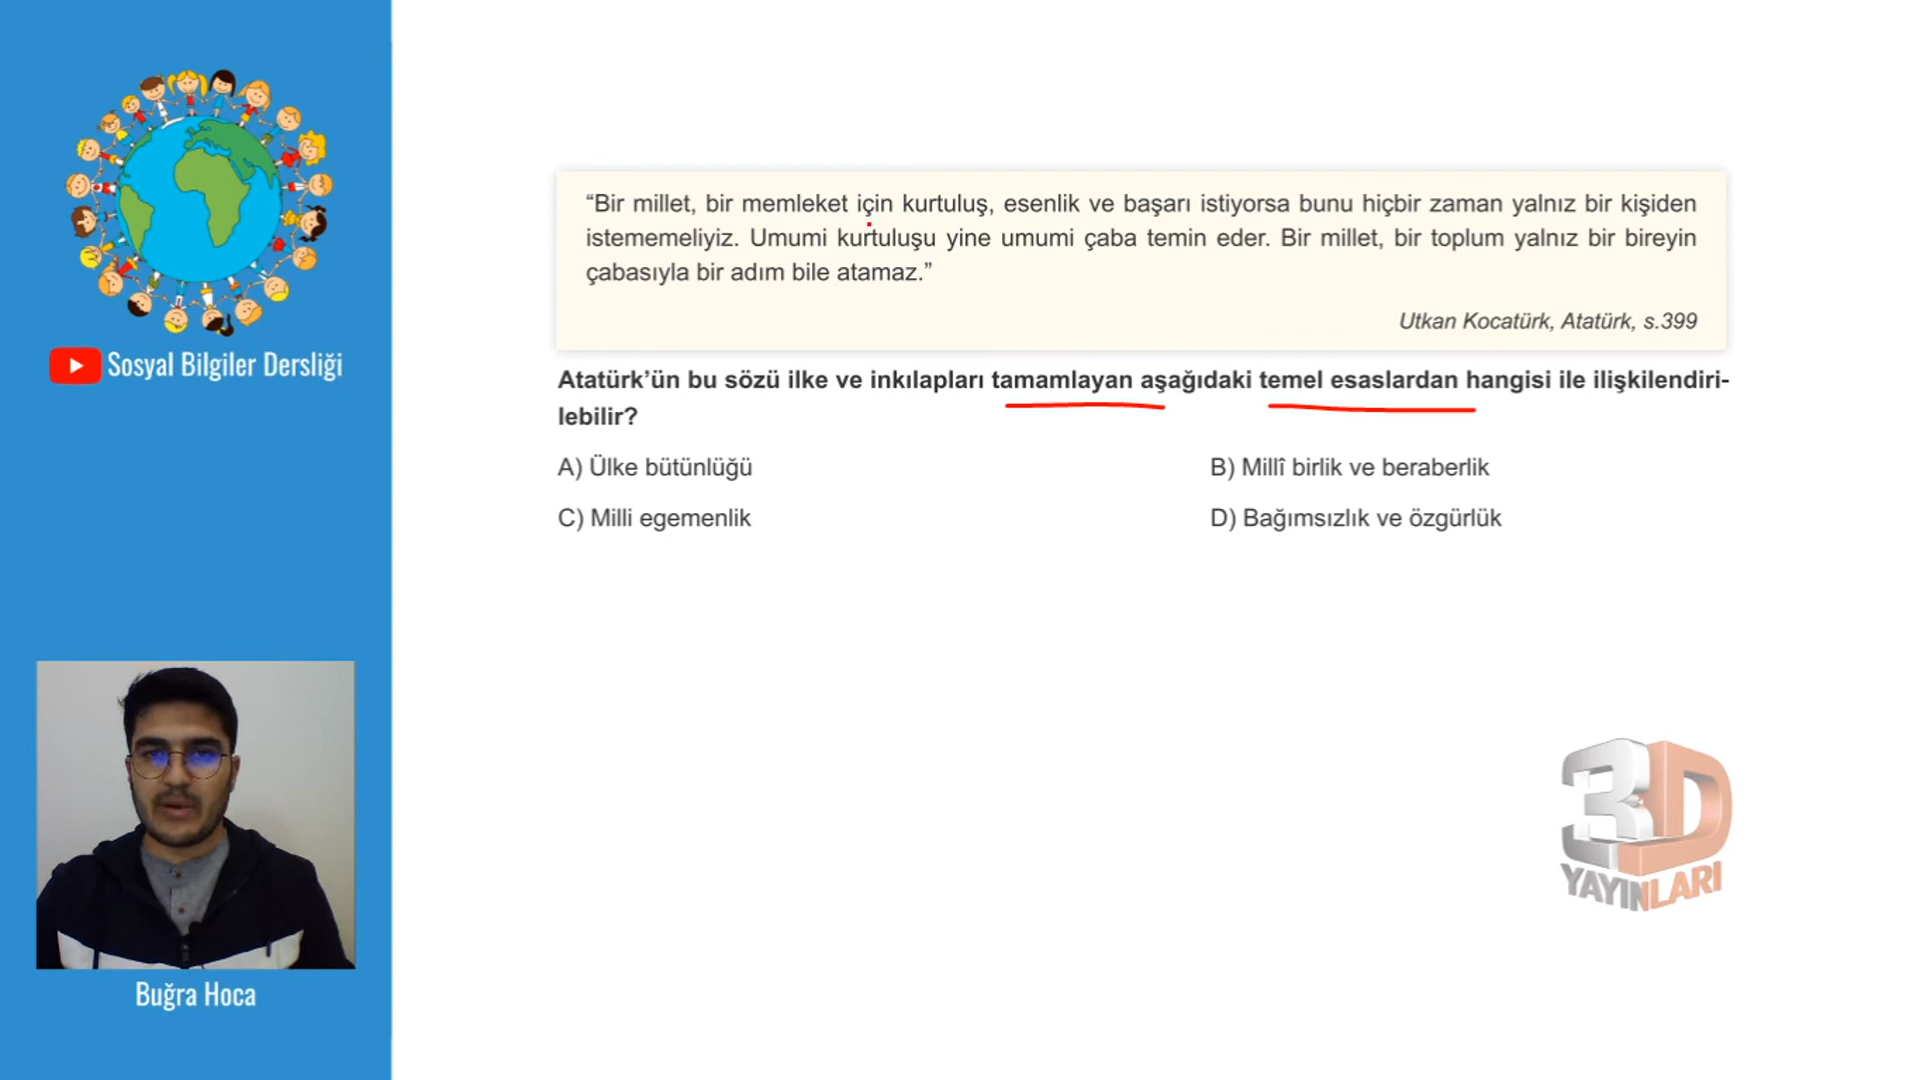 “Bir millet, bir memleket için kurtuluş, esenlik ve başarı istiyorsa bunu hiçbir zaman yalnız bir kişiden
istememeliyiz. Umumi kurtuluşu yine umumi çaba temin eder. Bir millet, bir toplum yalnız bir bireyin
çabasıyla bir adım bile atamaz.”
Utkan Kocatürk, Atatürk, s.399
Sosyal Bilgiler Dersliği
Atatürk’ün bu sözü ilke ve inkılapları tamamlayan aşağıdaki temel esaslardan hangisi ile ilişkilendiri-
lebilir?
A) Ülke bütünlüğü
B) Millî birlik ve beraberlik
C) Milli egemenlik
D) Bağımsızlık ve özgürlük
3D
YAYINLARI
Buğra Hoca